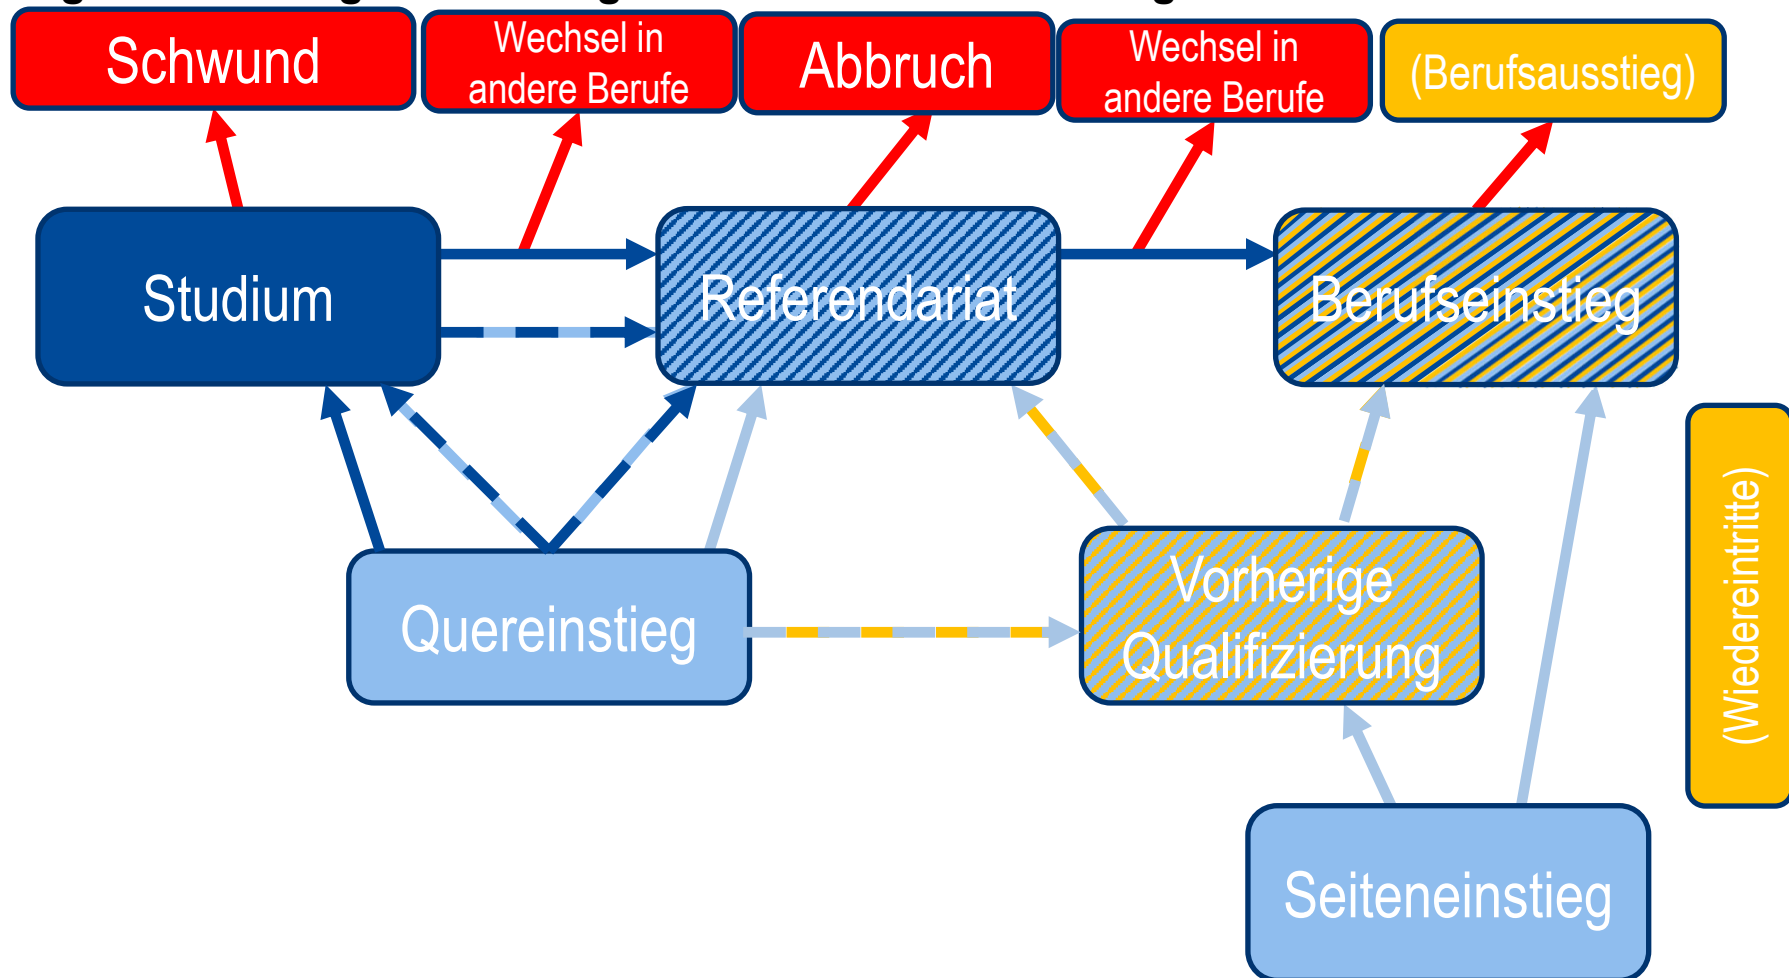 Schwund
Wechsel in
andere Berufe
Abbruch
Wechsel in
andere Berufe
(Berufsausstieg)
Studium
Referendariat
Berufseinstieg
(Wiedereintritte)
Quereinstieg
Vorherige
Qualifizierung
Seiteneinstieg